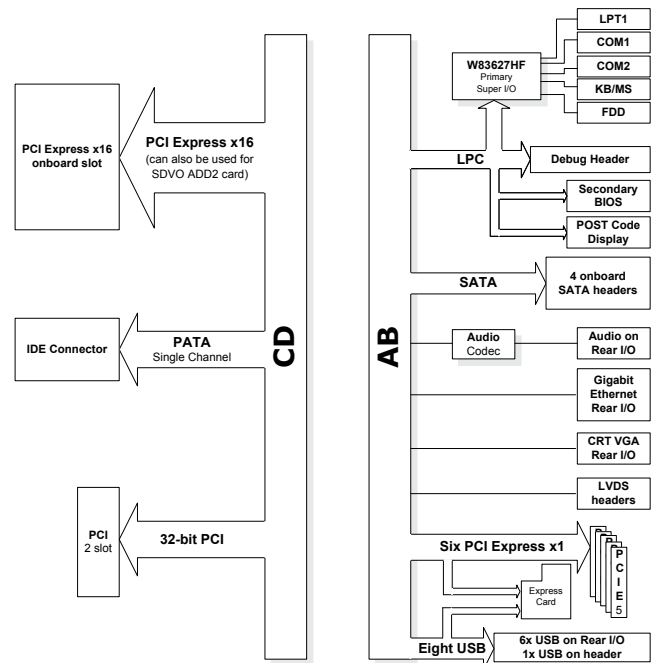 PCI Express x16
onboard slot
PCI Express x16
(can also be used for
SDVO ADD2 card)
IDE Connector
PATA
Single Channel
PCI
2 slot
32-bit PCI
CD
AB
W83627HF
Primary
Super I/O
LPT1
COM1
COM2
KB/MS
FDD
LPC
Debug Header
Secondary
BIOS
POST Code
Display
SATA
4 onboard
SATA headers
Audio
Codec
Audio on
Rear I/O
Gigabit
Ethernet
Rear I/O
CRT VGA
Rear I/O
LVDS
headers
Six PCI Express x1
P
C
I
E
5
Express
Card
Eight USB
6x USB on Rear I/O
1x USB on header